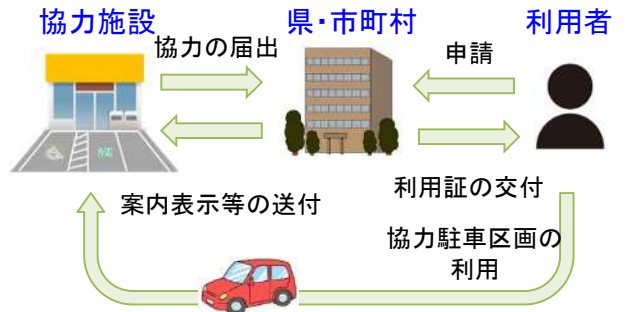 協力施設
県・市町村
利用者
協力の届出
申請
案内表示等の送付
利用証の交付
協力駐車区画の
利用